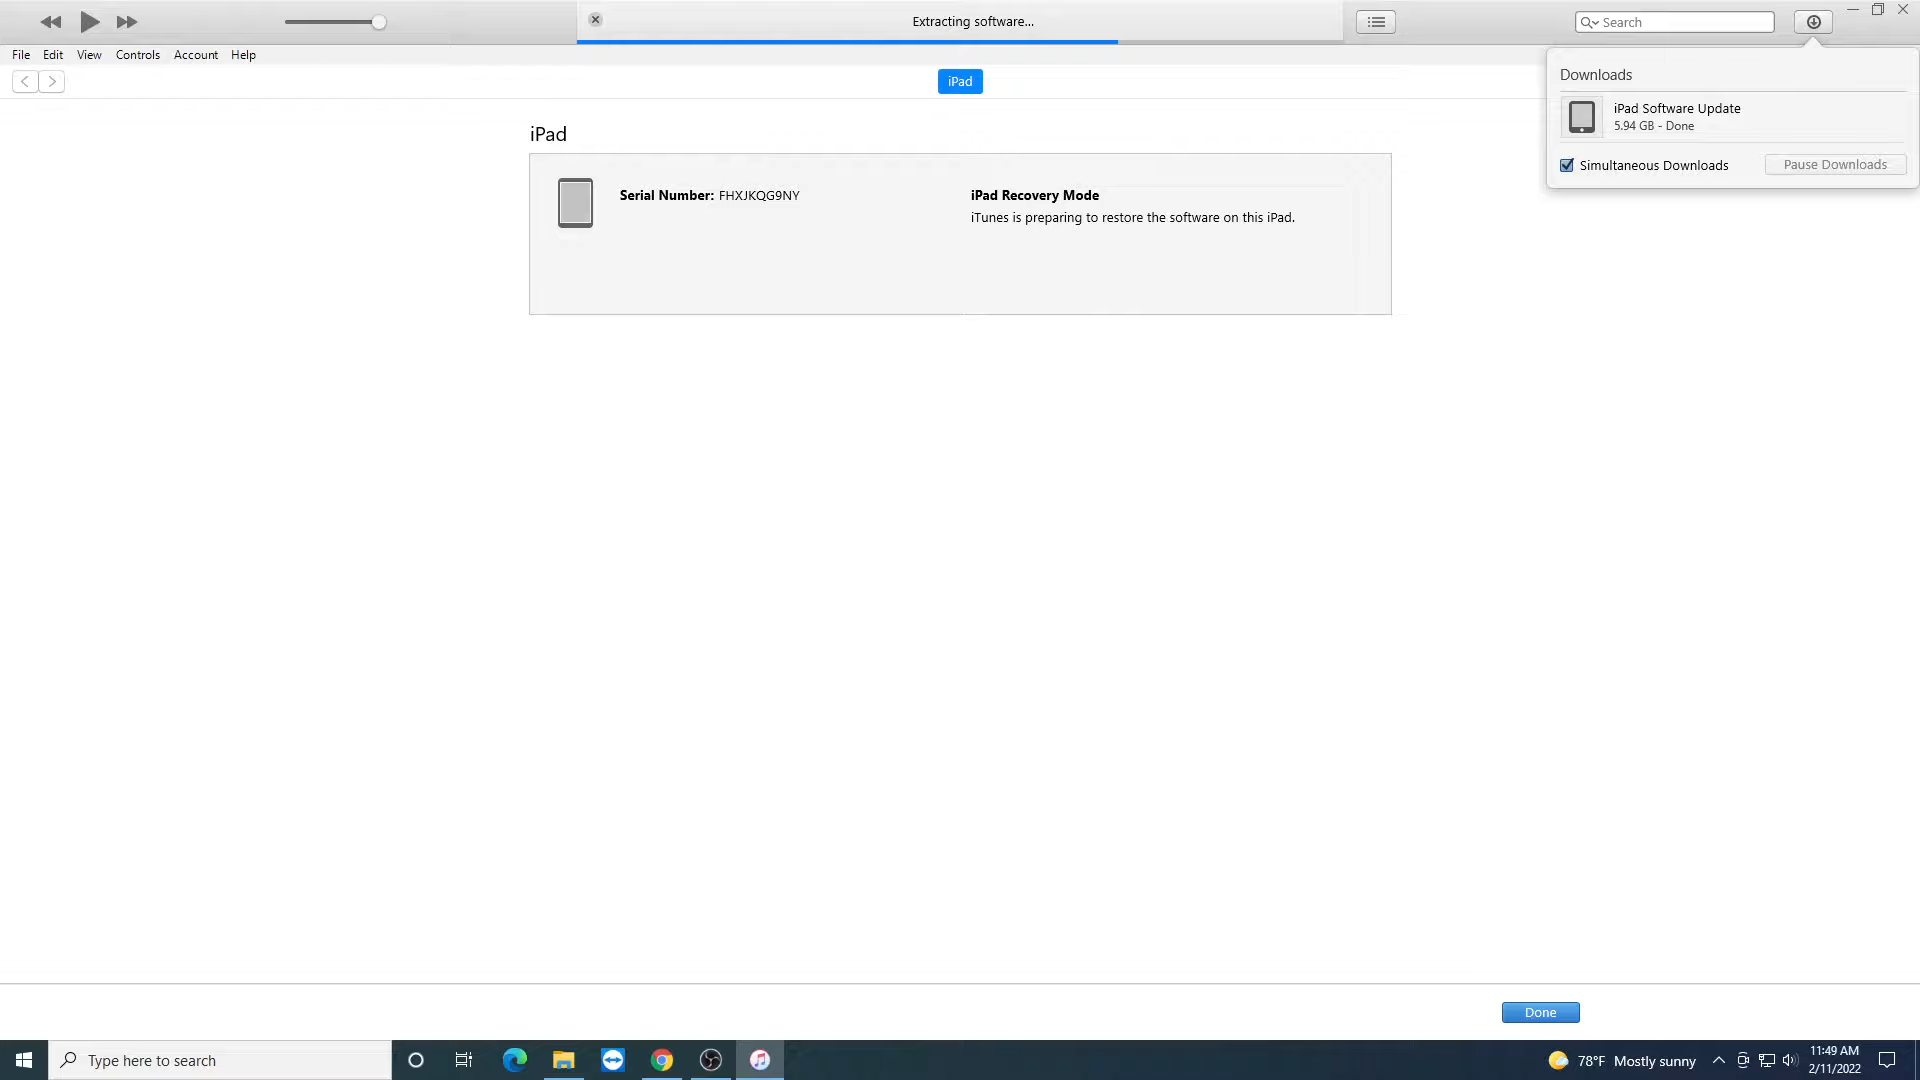 Extracting software...
Search
File Edit View Controls Account Help
iPad
Downloads
iPad Software Update
5.94 GB - Done
Simultaneous Downloads
Pause Downloads
iPad
Serial Number: FHXJKQG9NY
iPad Recovery Mode
iTunes is preparing to restore the software on this iPad.
Done
Type here to search
78°F Mostly sunny
11:49 AM
2/11/2022